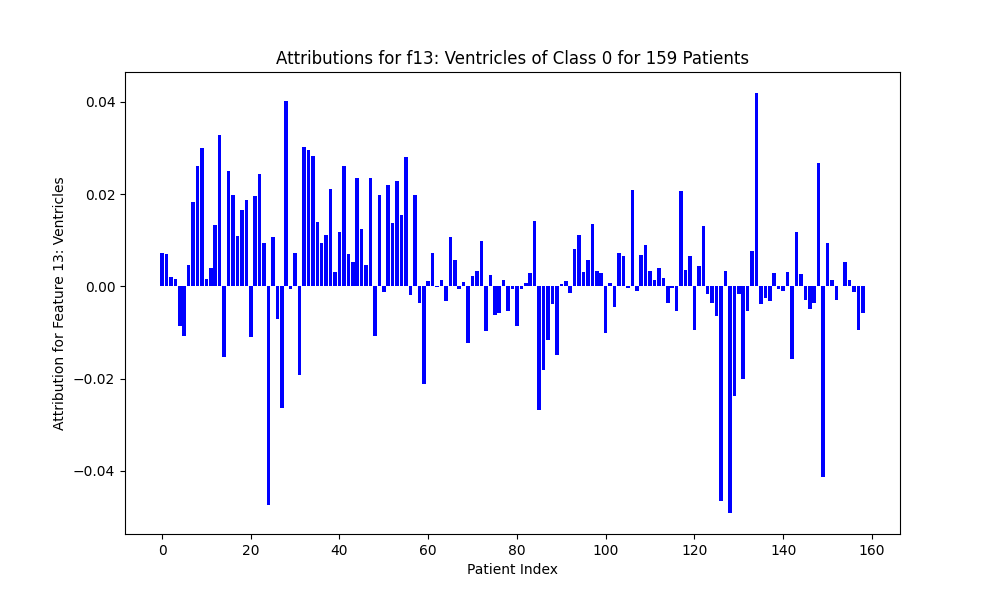 Attributions for f13: Ventricles of Class 0 for 159 Patients
Attribution for Feature 13: Ventricles
0.04
0.02
0.00
−0.02
−0.04
0 20 40 60 80 100 120 140 160
Patient Index